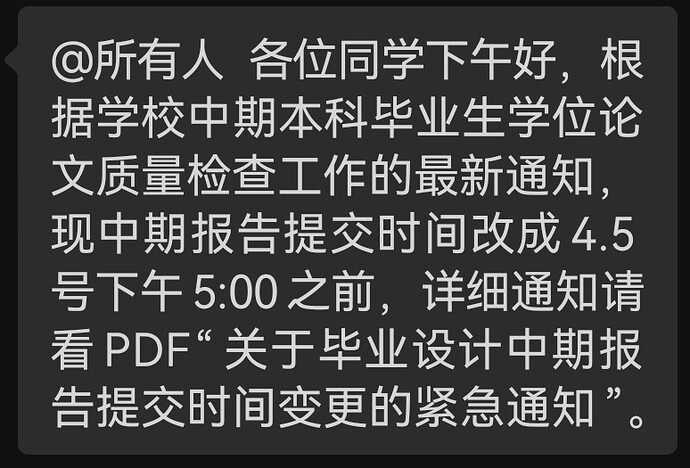 @所有人 各位同学下午好，根
据学校中期本科毕业生学位论
文质量检查工作的最新通知，
现中期报告提交时间改成 4.5
号下午 5:00 之前，详细通知请
看 PDF“ 关于毕业设计中期报
告提交时间变更的紧急通知 ”。